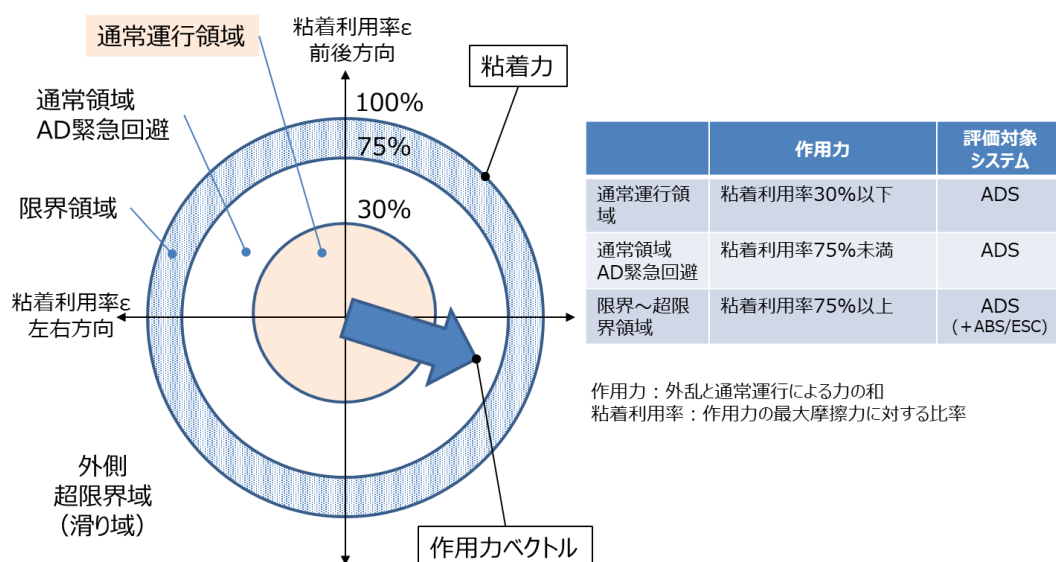 通常運行領域
粘着利用率ε
前後方向
粘着力
通常領域
AD緊急回避
100%
75%
限界領域
30%
粘着利用率ε
左右方向
外側
超限界域
（滑り域）
作用力ベクトル
作用力
評価対象
システム
通常運行領
域
粘着利用率30%以下
ADS
通常領域
AD緊急回避
粘着利用率75%未満
ADS
限界～超限
界領域
粘着利用率75%以上
ADS
(＋ABS/ESC)
作用力：外乱と通常運行による力の和
粘着利用率：作用力の最大摩擦力に対する比率